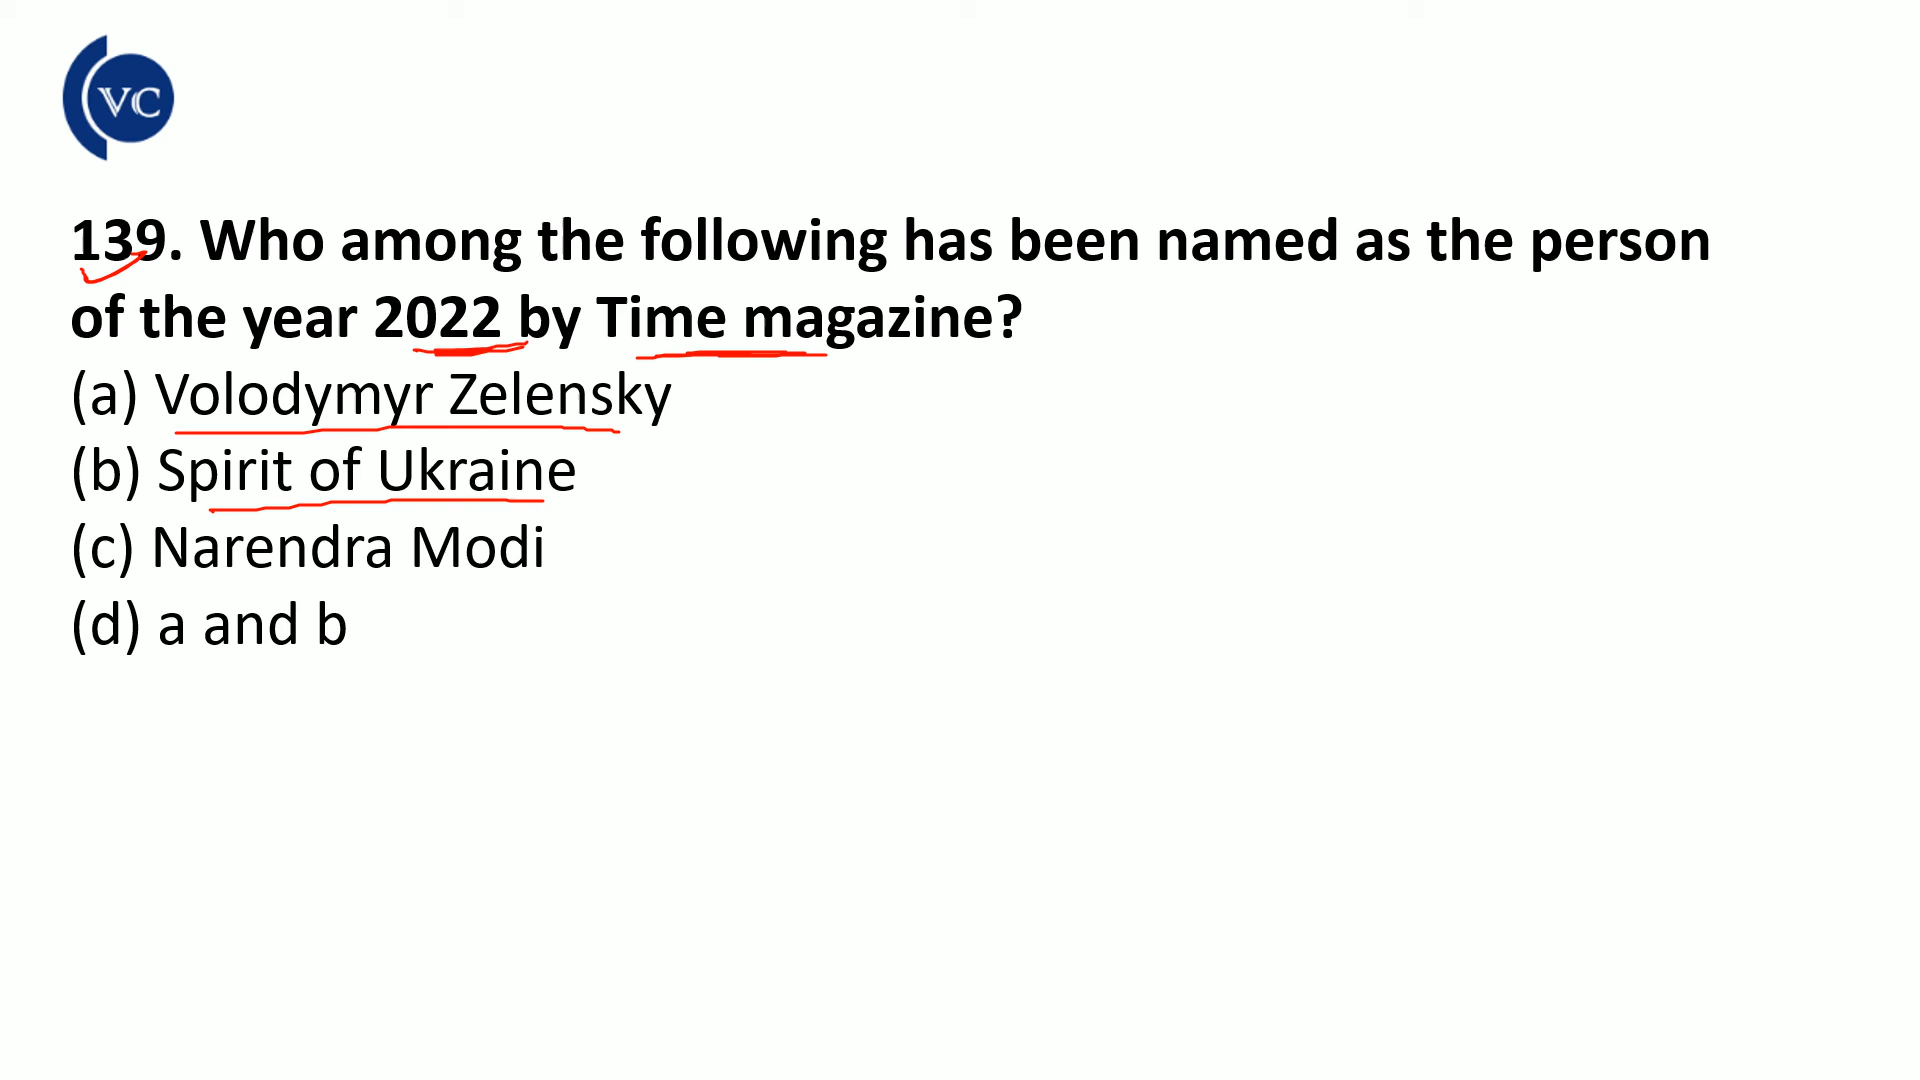 VC
139. Who among the following has been named as the person
of the year 2022 by Time magazine?
(a) Volodymyr Zelensky
(b) Spirit of Ukraine
(c) Narendra Modi
(d) a and b